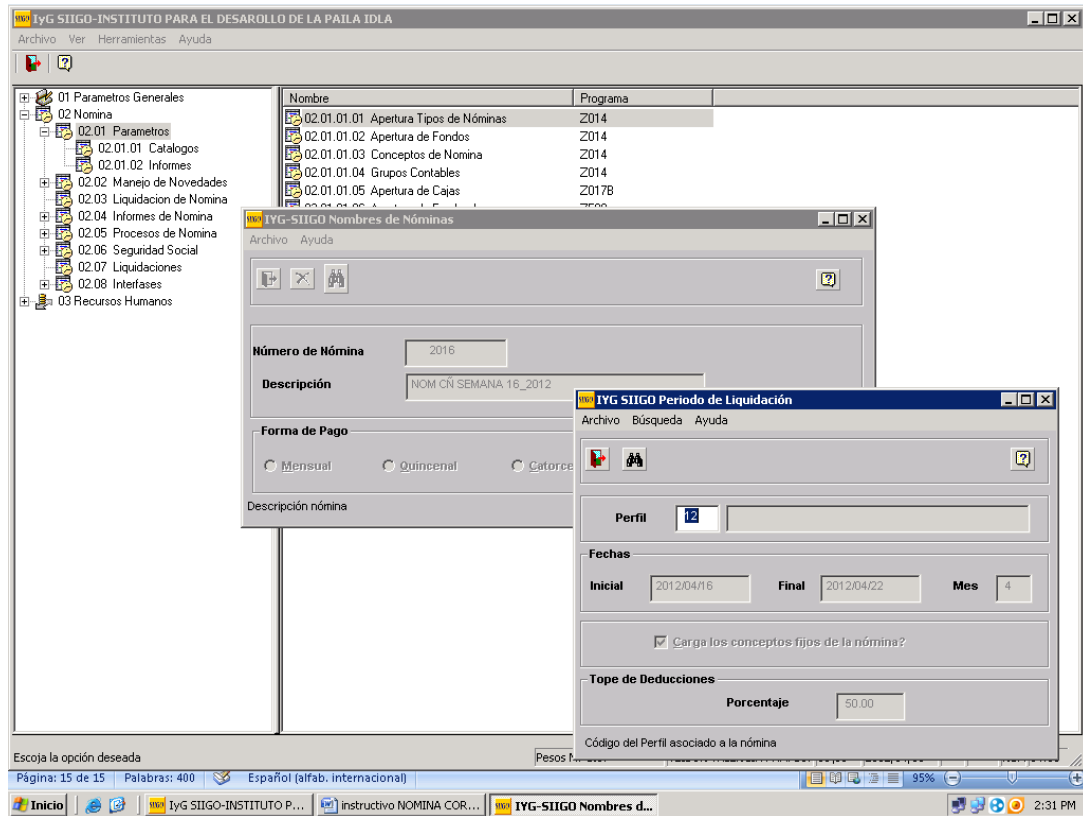 IyG SIIGO-INSTITUTO PARA EL DESAROLLO DE LA PAILA IDLA
Archivo Ver Herramientas Ayuda
01 Parametros Generales
02 Nomina
02.01 Parametros
02.01.01 Catalogos
02.01.02 Informes
02.02 Manejo de Novedades
02.03 Liquidacion de Nomina
02.04 Informes de Nomina
02.05 Procesos de Nomina
02.06 Seguridad Social
02.07 Liquidaciones
02.08 Interfases
03 Recursos Humanos
Nombre Programa
02.01.01.01 Apertura Tipos de Nóminas Z014
02.01.01.02 Apertura de Fondos Z014
02.01.01.03 Conceptos de Nomina Z014
02.01.01.04 Grupos Contables Z014
02.01.01.05 Apertura de Cajas Z017B
IYG-SIIGO Nombres de Nóminas
Archivo Ayuda
Número de Nómina 2016
Descripción NOM CÑ SEMANA 16_2012
Forma de Pago
Mensual Quincenal Catorce
Descripción nómina
IYG SIIGO Periodo de Liquidación
Archivo Búsqueda Ayuda
Perfil 12
Fechas
Inicial 2012/04/16 Final 2012/04/22 Mes 4
Carga los conceptos fijos de la nómina?
Tope de Deducciones
Porcentaje 50.00
Código del Perfil asociado a la nómina
Escoja la opción deseada Pesos
Página: 15 de 15 Palabras: 400 Español (alfab. internacional) 95%
Inicio IyG SIIGO-INSTITUTO P... instructivo NOMINA COR... IYG-SIIGO Nombres d... 2:31 PM